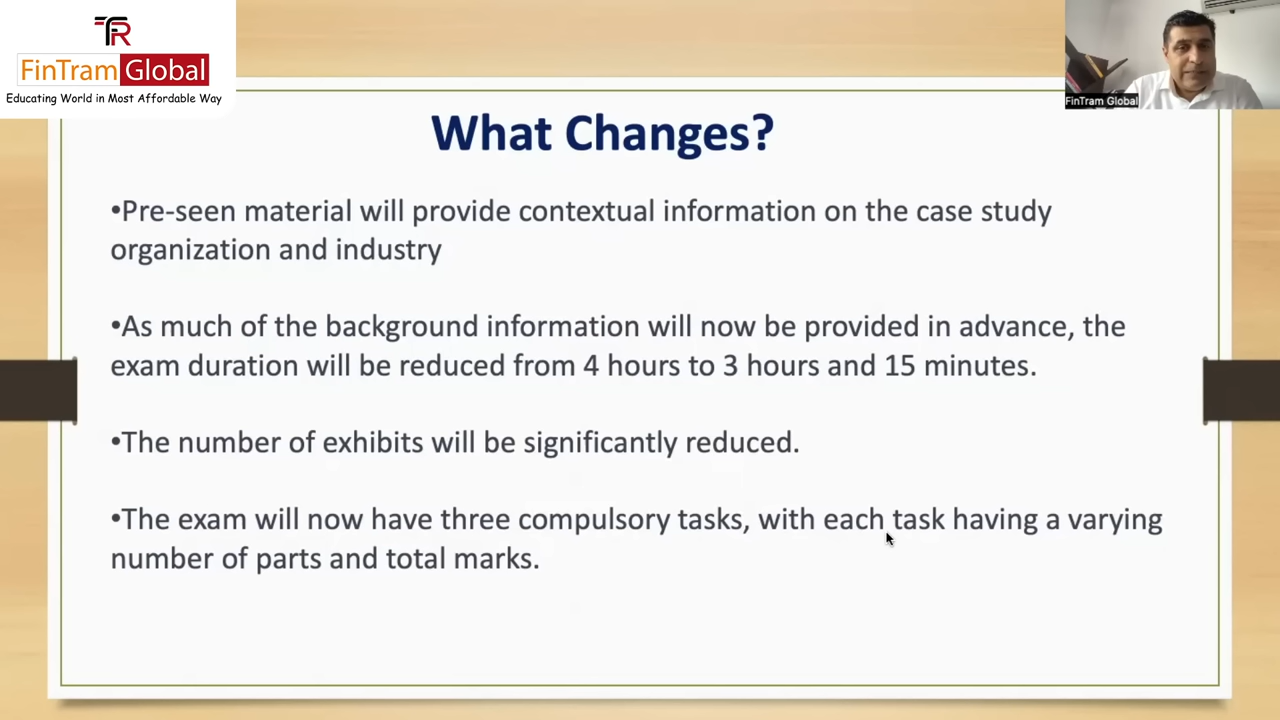 TR
FinTram Global
Educating World in Most Affordable Way
FinTram Global
What Changes?
•Pre-seen material will provide contextual information on the case study
organization and industry
•As much of the background information will now be provided in advance, the
exam duration will be reduced from 4 hours to 3 hours and 15 minutes.
•The number of exhibits will be significantly reduced.
•The exam will now have three compulsory tasks, with each task having a varying
number of parts and total marks.